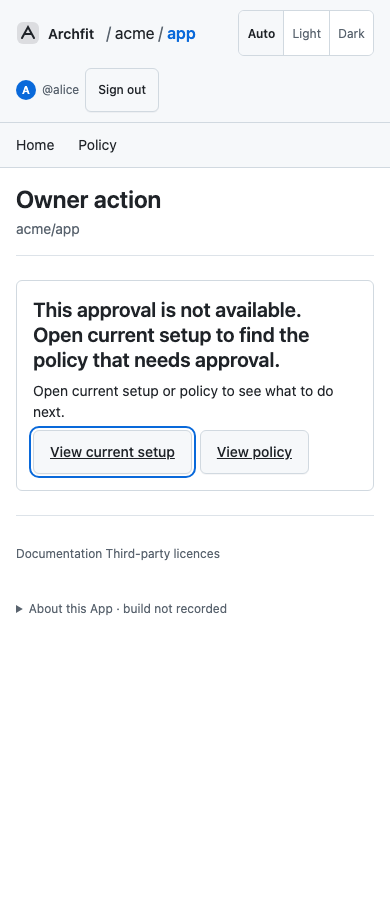 Archfit / acme / app
Auto Light Dark
A @alice Sign out
Home Policy
Owner action
acme/app
This approval is not available.
Open current setup to find the
policy that needs approval.
Open current setup or policy to see what to do
next.
View current setup View policy
Documentation Third-party licences
About this App · build not recorded